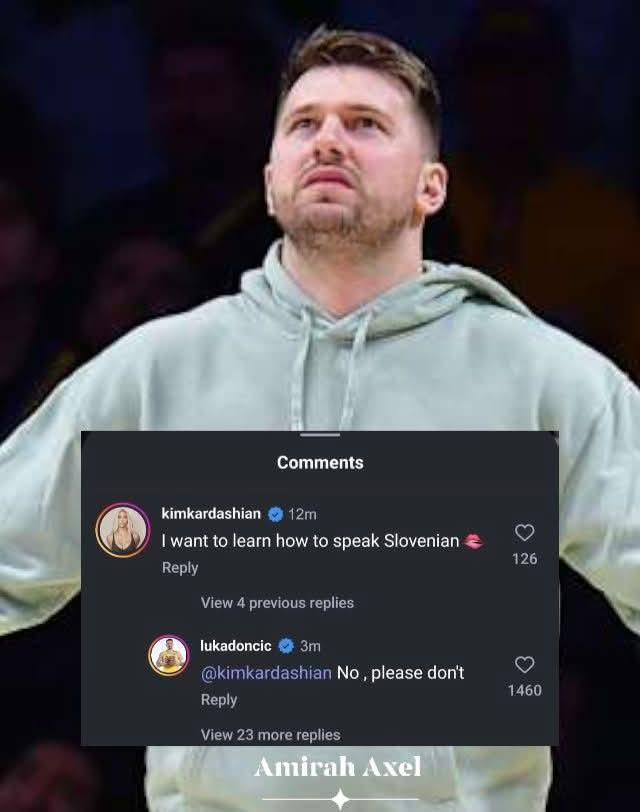 Comments
kimkardashian 12m
I want to learn how to speak Slovenian 💋
126
Reply
View 4 previous replies
lukadoncic 3m
@kimkardashian No , please don't
1460
Reply
View 23 more replies
Amirah Axel